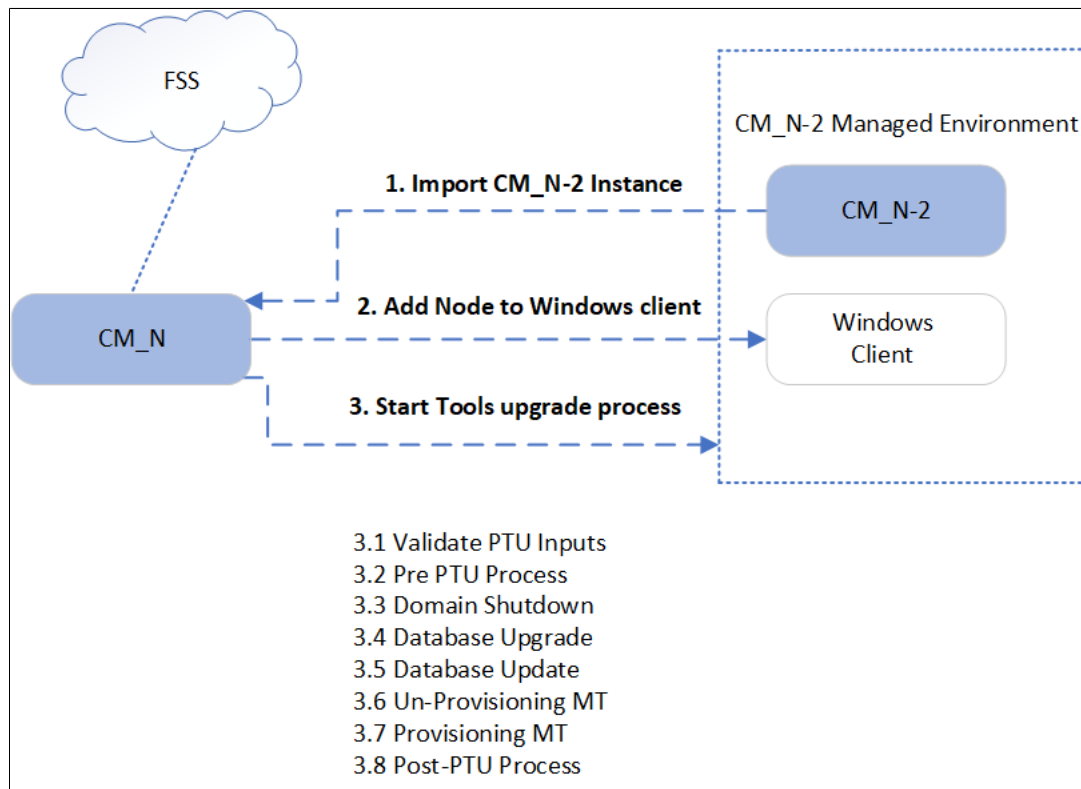 FSS
CM_N-2 Managed Environment
1. Import CM_N-2 Instance
CM_N-2
2. Add Node to Windows client
CM_N
Windows
Client
3. Start Tools upgrade process
3.1 Validate PTU Inputs
3.2 Pre PTU Process
3.3 Domain Shutdown
3.4 Database Upgrade
3.5 Database Update
3.6 Un-Provisioning MT
3.7 Provisioning MT
3.8 Post-PTU Process